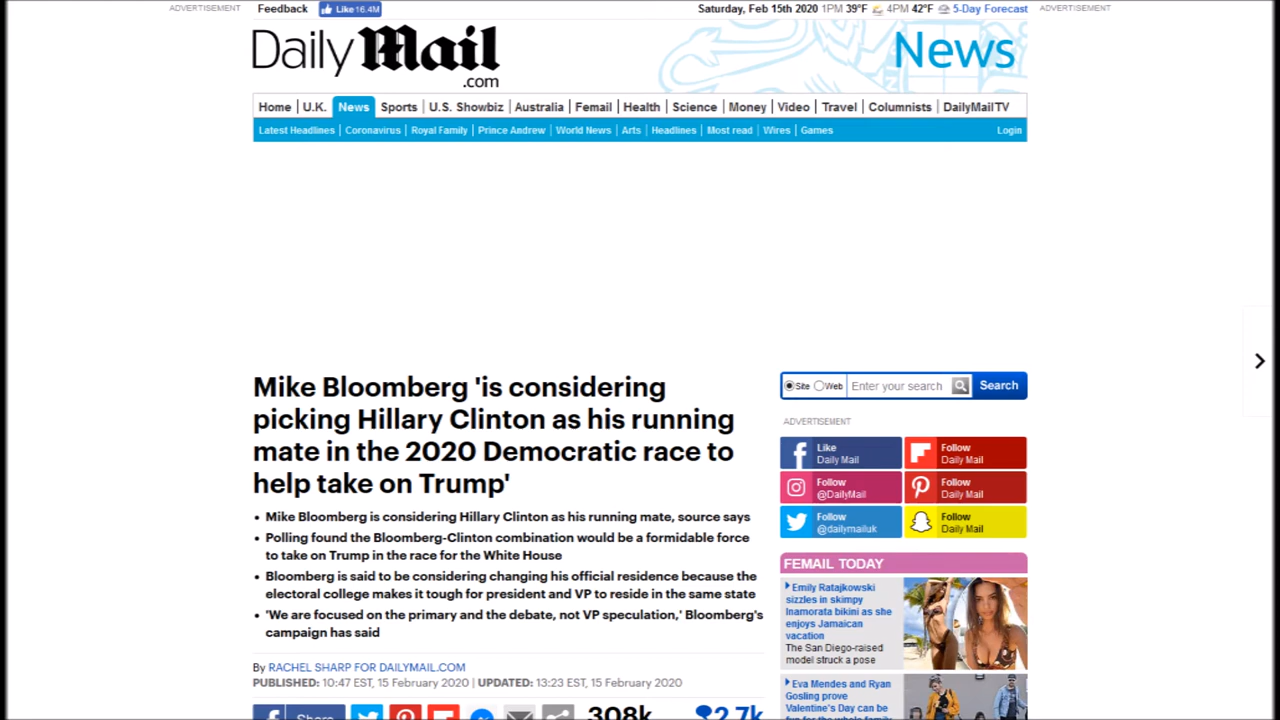 ADVERTISEMENT
Feedback
Like 16.4M
Saturday, Feb 15th 2020 1PM 39°F 4PM 42°F 5-Day Forecast
ADVERTISEMENT
Daily Mail
.com
News
Home U.K. News Sports U.S. Showbiz Australia Femail Health Science Money Video Travel Columnists DailyMailTV
Latest Headlines Coronavirus Royal Family Prince Andrew World News Arts Headlines Most read Wires Games Login
Mike Bloomberg 'is considering
picking Hillary Clinton as his running
mate in the 2020 Democratic race to
help take on Trump'
• Mike Bloomberg is considering Hillary Clinton as his running mate, source says
• Polling found the Bloomberg-Clinton combination would be a formidable force
to take on Trump in the race for the White House
• Bloomberg is said to be considering changing his official residence because the
electoral college makes it tough for president and VP to reside in the same state
• 'We are focused on the primary and the debate, not VP speculation,' Bloomberg's
campaign has said
By RACHEL SHARP FOR DAILYMAIL.COM
PUBLISHED: 10:47 EST, 15 February 2020 | UPDATED: 13:23 EST, 15 February 2020
Share
308k
2.7k
Site Web Enter your search Search
ADVERTISEMENT
Like
Daily Mail
Follow
Daily Mail
Follow
@DailyMail
Follow
Daily Mail
Follow
@dailymailuk
Follow
Daily Mail
FEMAIL TODAY
Emily Ratajkowski
sizzles in skimpy
Inamorata bikini as she
enjoys Jamaican
vacation
The San Diego-raised
model struck a pose
Eva Mendes and Ryan
Gosling prove
Valentine's Day can be
fun for the whole family